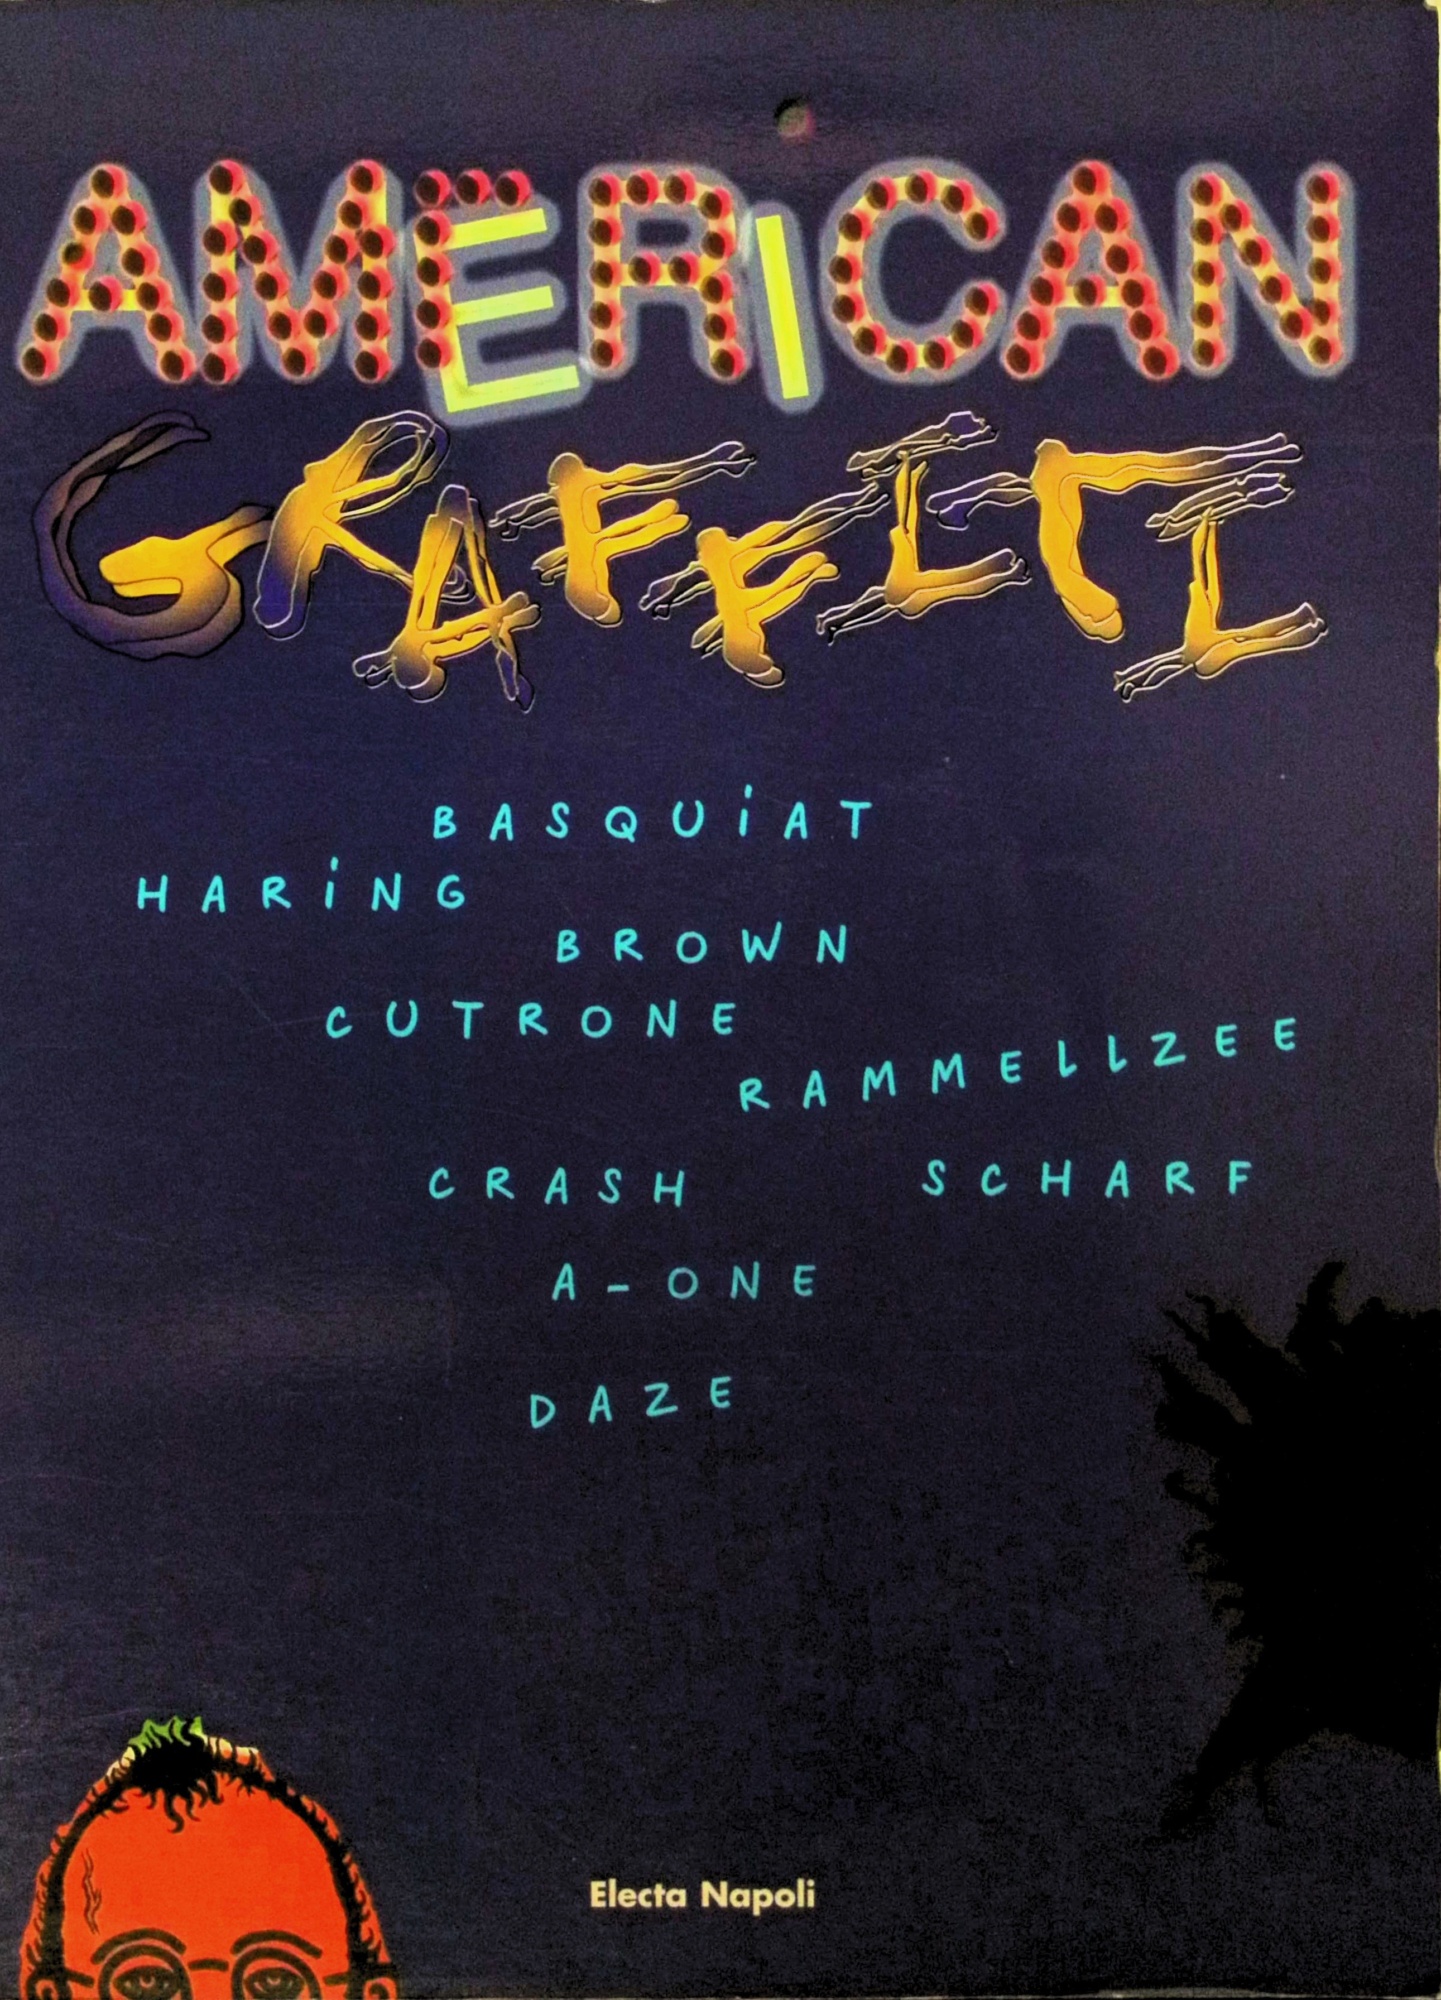 AMERICAN
GRAFFITI
BASQUiAT
HARiNG
BROWN
CUTRONE
RAMMELLZEE
CRASH SCHARF
A-ONE
DAZE
Electa Napoli